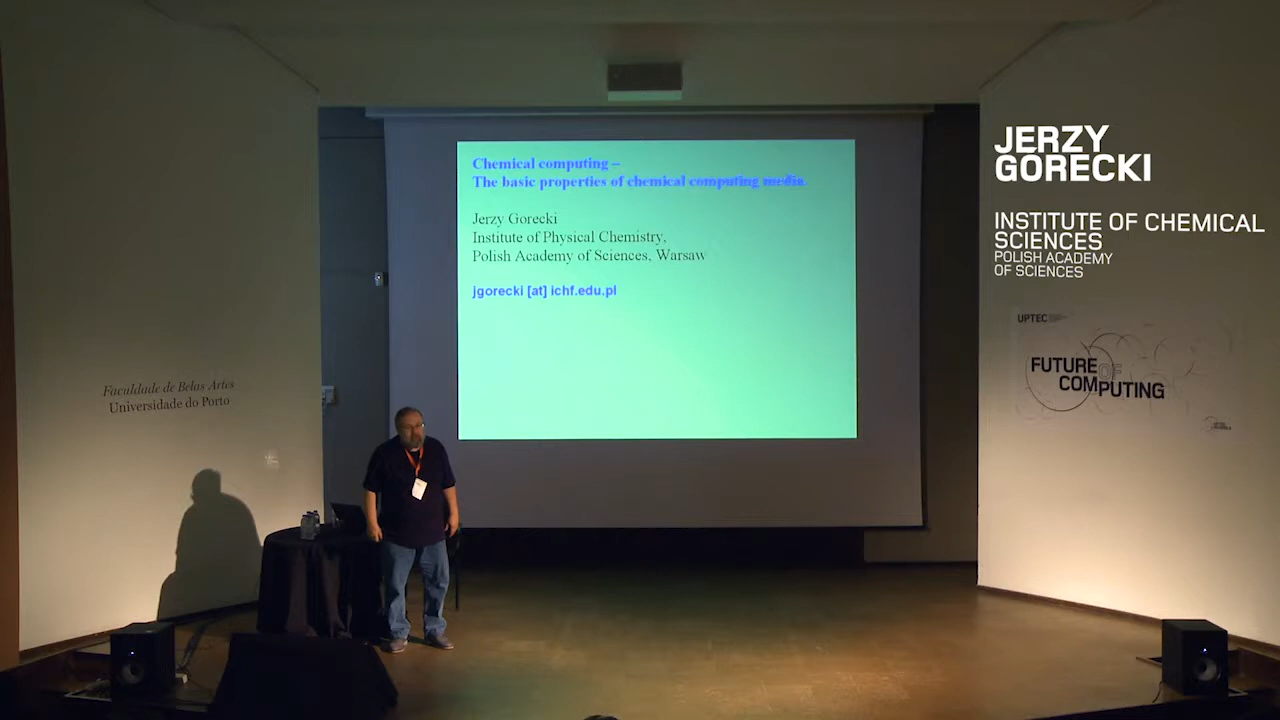 Chemical computing –
The basic properties of chemical computing media
Jerzy Gorecki
Institute of Physical Chemistry,
Polish Academy of Sciences, Warsaw
jgorecki [at] ichf.edu.pl
JERZY
GORECKI
INSTITUTE OF CHEMICAL
SCIENCES
POLISH ACADEMY
OF SCIENCES
UPTEC
FUTURE OF
COMPUTING
Faculdade de Belas Artes
Universidade do Porto